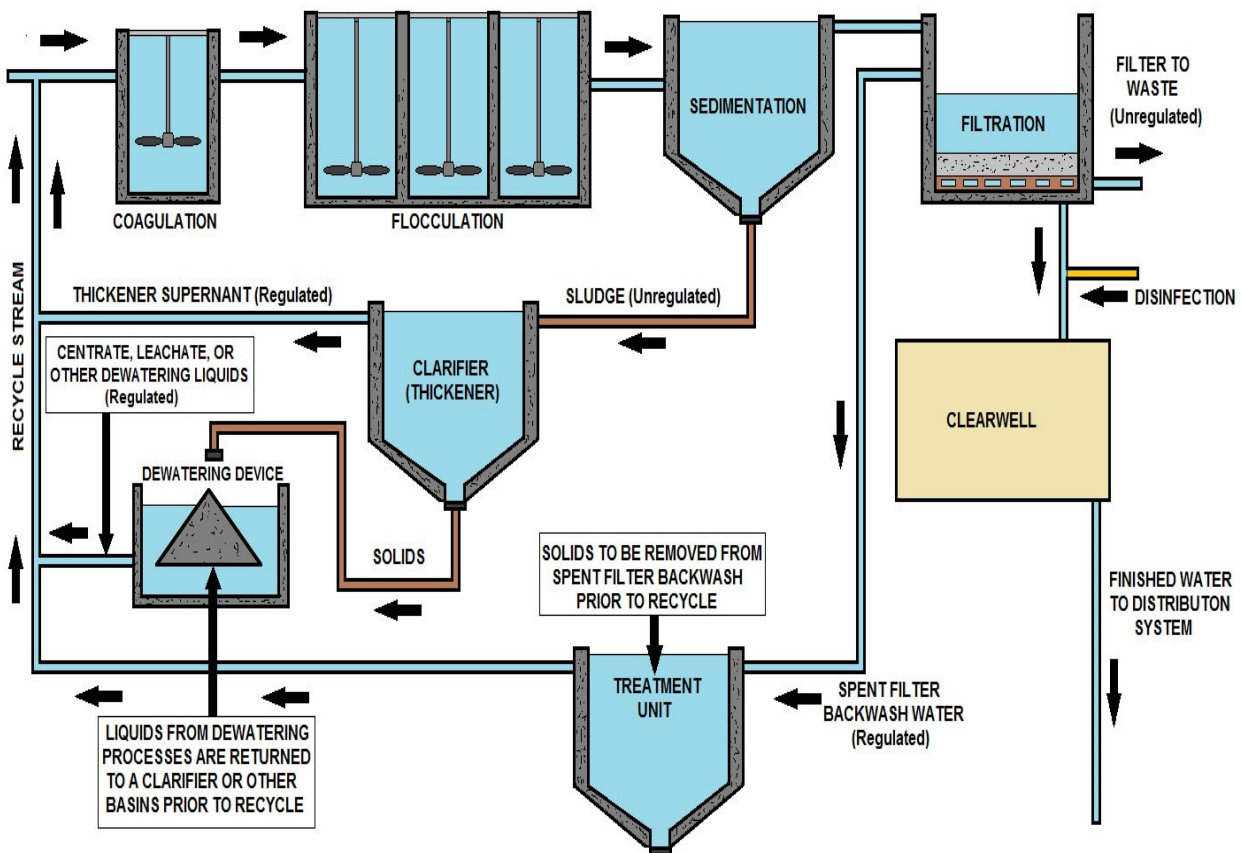 SEDIMENTATION
FILTRATION
FILTER TO
WASTE
(Unregulated)
COAGULATION
FLOCCULATION
RECYCLE STREAM
THICKENER SUPERNANT (Regulated)
SLUDGE (Unregulated)
DISINFECTION
CENTRATE, LEACHATE, OR
OTHER DEWATERING LIQUIDS
(Regulated)
CLARIFIER
(THICKENER)
CLEARWELL
DEWATERING DEVICE
SOLIDS
SOLIDS TO BE REMOVED FROM
SPENT FILTER BACKWASH
PRIOR TO RECYCLE
FINISHED WATER
TO DISTRIBUTON
SYSTEM
TREATMENT
UNIT
SPENT FILTER
BACKWASH WATER
(Regulated)
LIQUIDS FROM DEWATERING
PROCESSES ARE RETURNED
TO A CLARIFIER OR OTHER
BASINS PRIOR TO RECYCLE